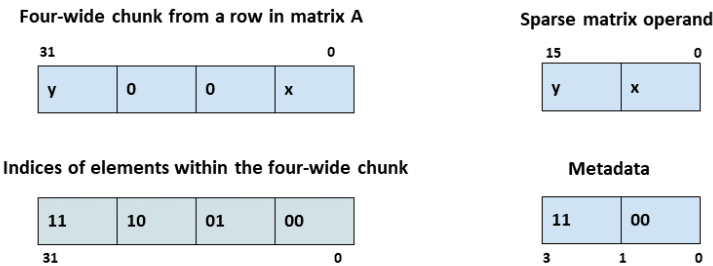 Four-wide chunk from a row in matrix A
31 0
y 0 0 x
Indices of elements within the four-wide chunk
11 10 01 00
31 0
Sparse matrix operand
15 0
y x
Metadata
11 00
3 1 0